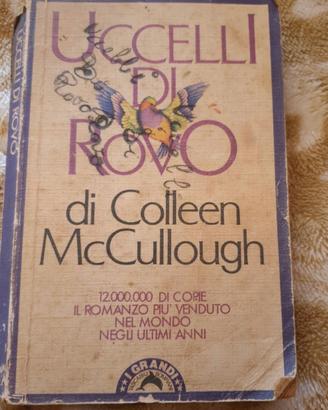 UCCELLI
DI
ROVO
di Colleen
McCullough
12.000.000 DI COPIE
IL ROMANZO PIU' VENDUTO
NEL MONDO
NEGLI ULTIMI ANNI
I GRANDI
UCCELLI DI ROVO